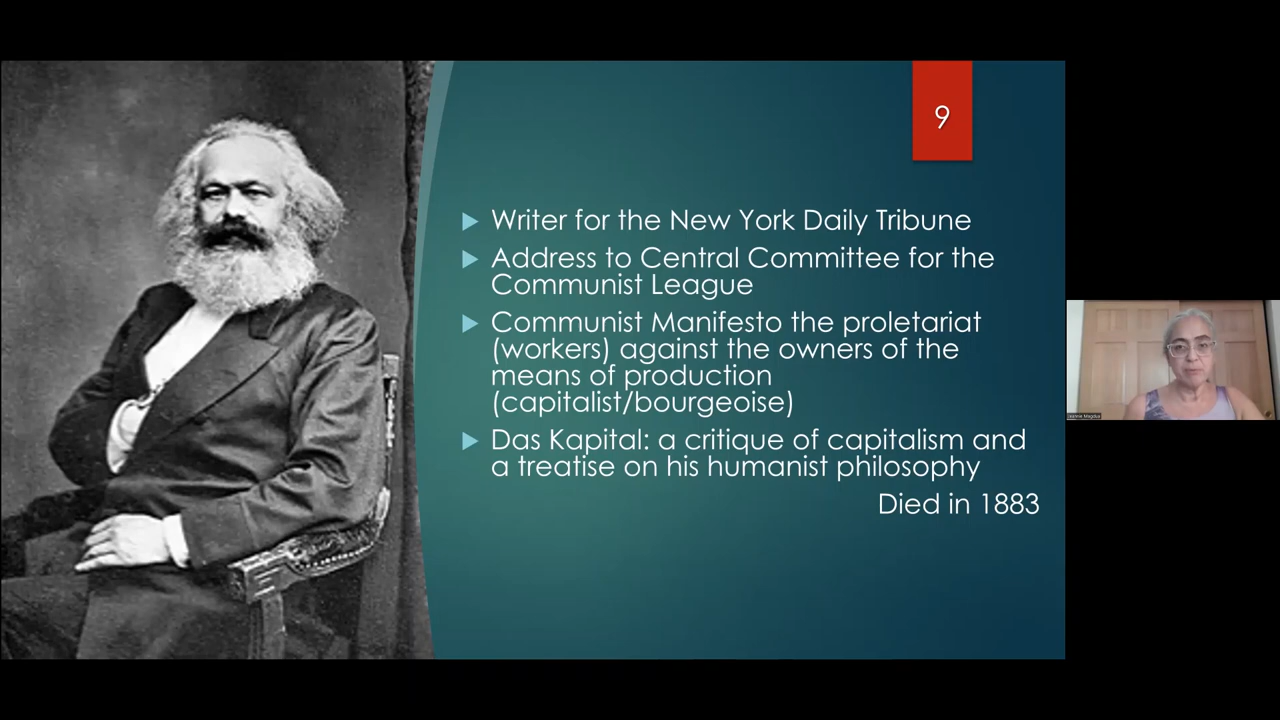 9
Writer for the New York Daily Tribune
Address to Central Committee for the
Communist League
Communist Manifesto the proletariat
(workers) against the owners of the
means of production
(capitalist/bourgeoise)
Das Kapital: a critique of capitalism and
a treatise on his humanist philosophy
Died in 1883